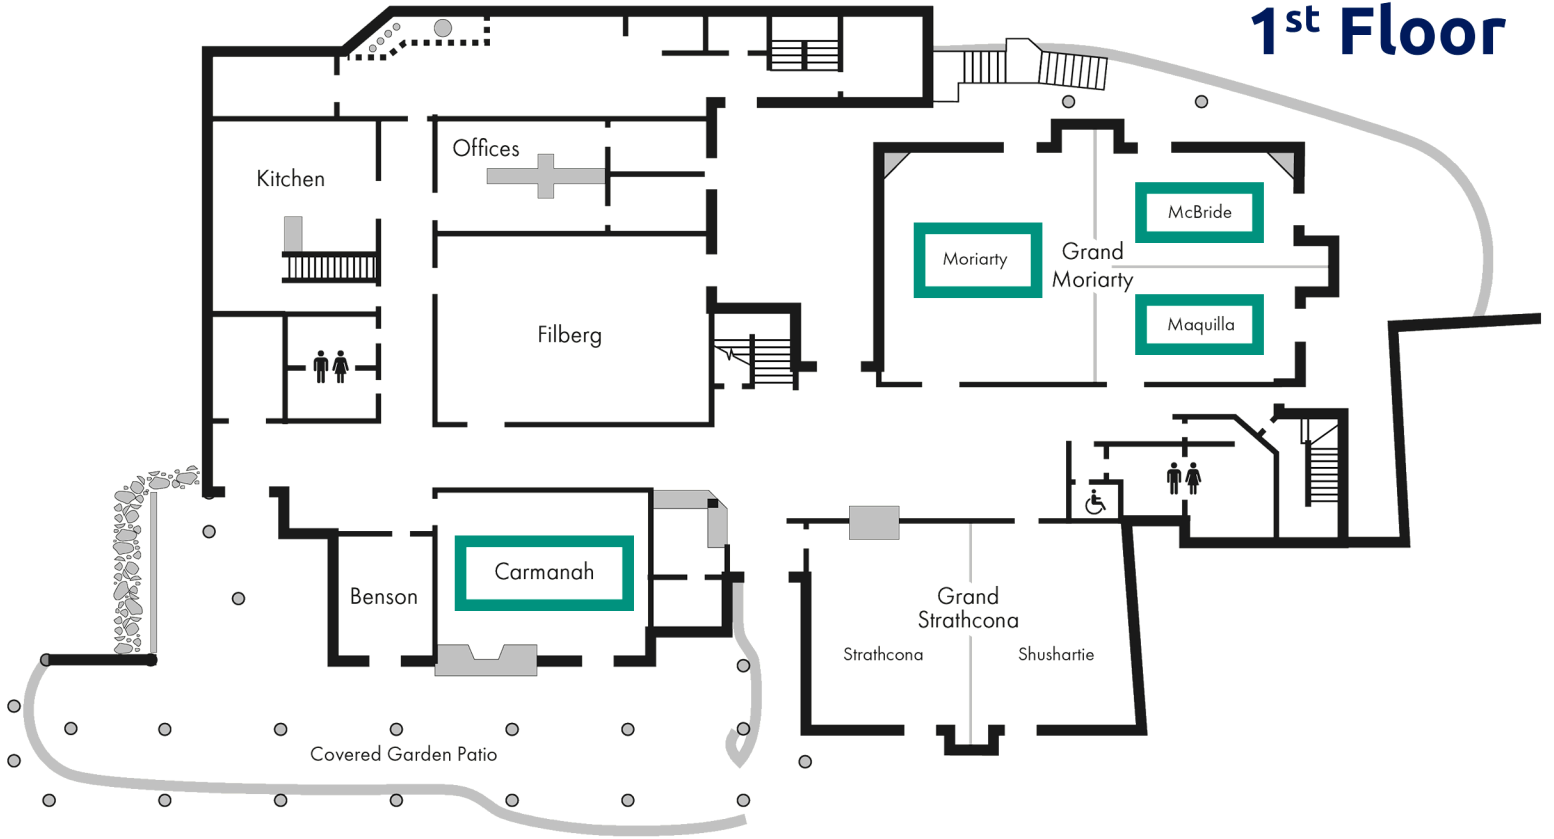 1st Floor
Offices
Kitchen
McBride
Grand
Moriarty
Moriarty
Maquilla
Filberg
Carmanah
Benson
Grand
Strathcona
Strathcona
Shushartie
Covered Garden Patio